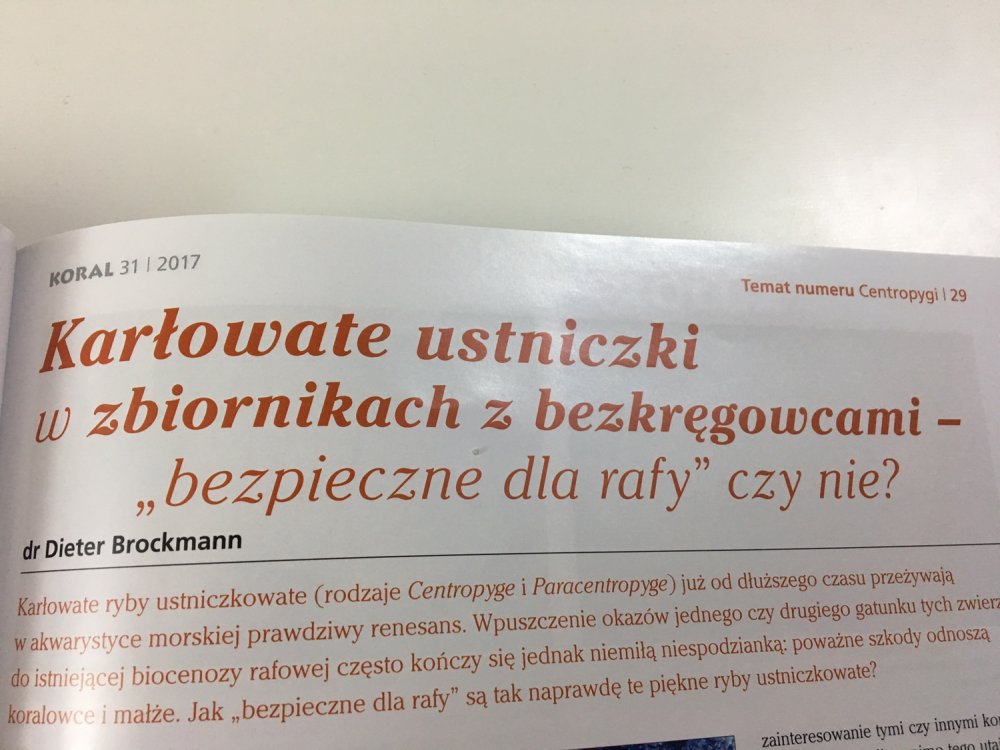 KORAL 31 | 2017
Temat numeru Centropygi | 29
Karłowate ustniczki
w zbiornikach z bezkręgowcami –
„bezpieczne dla rafy” czy nie?
dr Dieter Brockmann
Karłowate ryby ustniczkowate (rodzaje Centropyge i Paracentropyge) już od dłuższego czasu przeżywają
w akwarystyce morskiej prawdziwy renesans. Wpuszczenie okazów jednego czy drugiego gatunku tych zwierz
do istniejącej biocenozy rafowej często kończy się jednak niemiłą niespodzianką: poważne szkody odnoszą
koralowce i małże. Jak „bezpieczne dla rafy” są tak naprawdę te piękne ryby ustniczkowate?
zainteresowanie tymi czy innymi ko